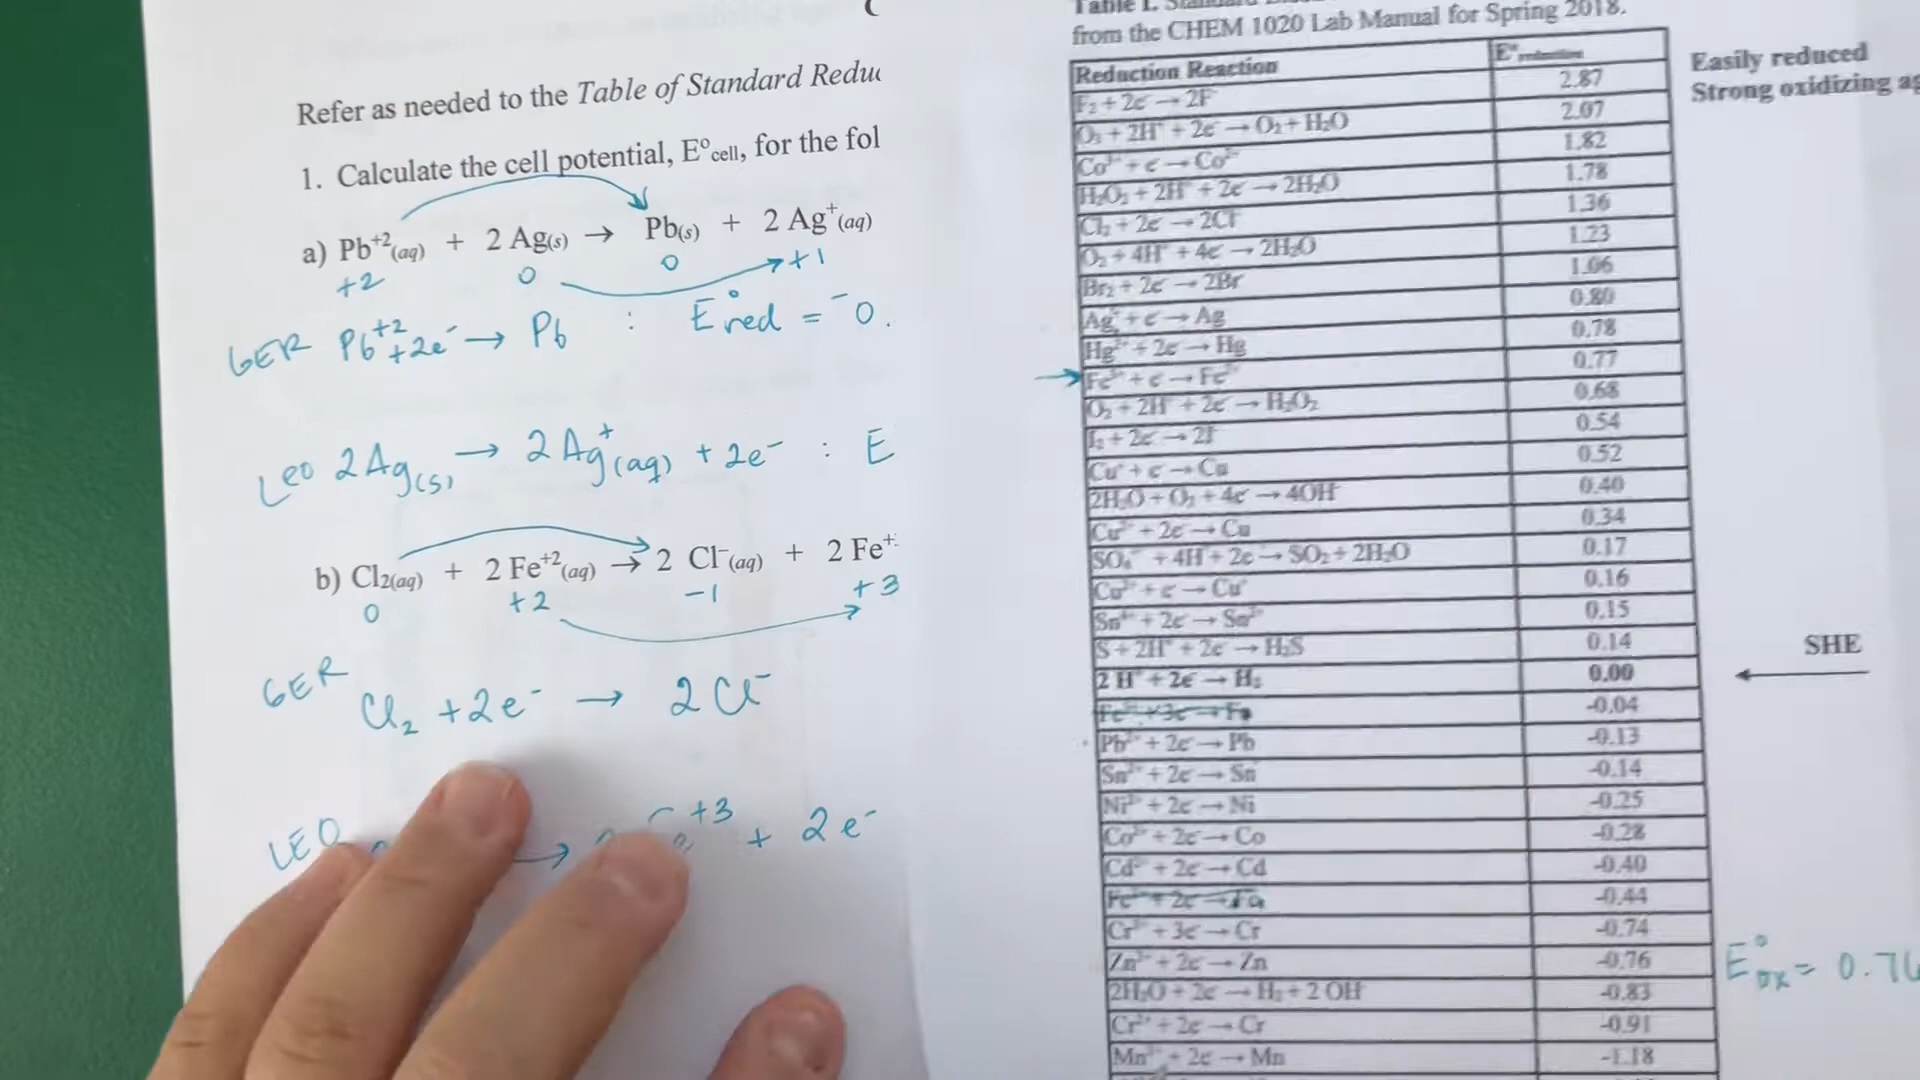 Refer as needed to the Table of Standard Redu
1. Calculate the cell potential, E°cell, for the fol
a) Pb+2(aq) + 2 Ag(s) → Pb(s) + 2 Ag+(aq)
+2 0 0 +1
GER Pb+2 + 2e- → Pb : E°red = -0.
LEO 2Ag(s) → 2Ag+(aq) + 2e- : E
b) Cl2(aq) + 2 Fe+2(aq) → 2 Cl-(aq) + 2 Fe+
0 +2 -1 +3
GER
Cl2 + 2e- → 2Cl-
LEO → +3 + 2e-
Table 1.
from the CHEM 1020 Lab Manual for Spring 2018.
Reduction Reaction E°reduction
F2 + 2e- → 2F- 2.87
O3 + 2H+ + 2e- → O2 + H2O 2.07
Co3+ + e- → Co2+ 1.82
H2O2 + 2H+ + 2e- → 2H2O 1.78
Cl2 + 2e- → 2Cl- 1.36
O2 + 4H+ + 4e- → 2H2O 1.23
Br2 + 2e- → 2Br- 1.06
Ag+ + e- → Ag 0.80
Hg2+ + 2e- → Hg 0.78
→ Fe3+ + e- → Fe2+ 0.77
O2 + 2H+ + 2e- → H2O2 0.68
I2 + 2e- → 2I- 0.54
Cu+ + e- → Cu 0.52
2H2O + O2 + 4e- → 4OH- 0.40
Cu2+ + 2e- → Cu 0.34
SO4 + 4H+ + 2e- → SO2 + 2H2O 0.17
Cu2+ + e- → Cu+ 0.16
Sn4+ + 2e- → Sn2+ 0.15
S + 2H+ + 2e- → H2S 0.14
2 H+ + 2e- → H2 0.00
Fe3+ + 3e- → Fe -0.04
Pb2+ + 2e- → Pb -0.13
Sn2+ + 2e- → Sn -0.14
Ni2+ + 2e- → Ni -0.25
Co2+ + 2e- → Co -0.28
Cd2+ + 2e- → Cd -0.40
Fe2+ + 2e- → Fe -0.44
Cr3+ + 3e- → Cr -0.74
Zn2+ + 2e- → Zn -0.76
2H2O + 2e- → H2 + 2 OH- -0.83
Cr2+ + 2e- → Cr -0.91
Mn2+ + 2e- → Mn -1.18
Easily reduced
Strong oxidizing ag
SHE
E°ox = 0.76